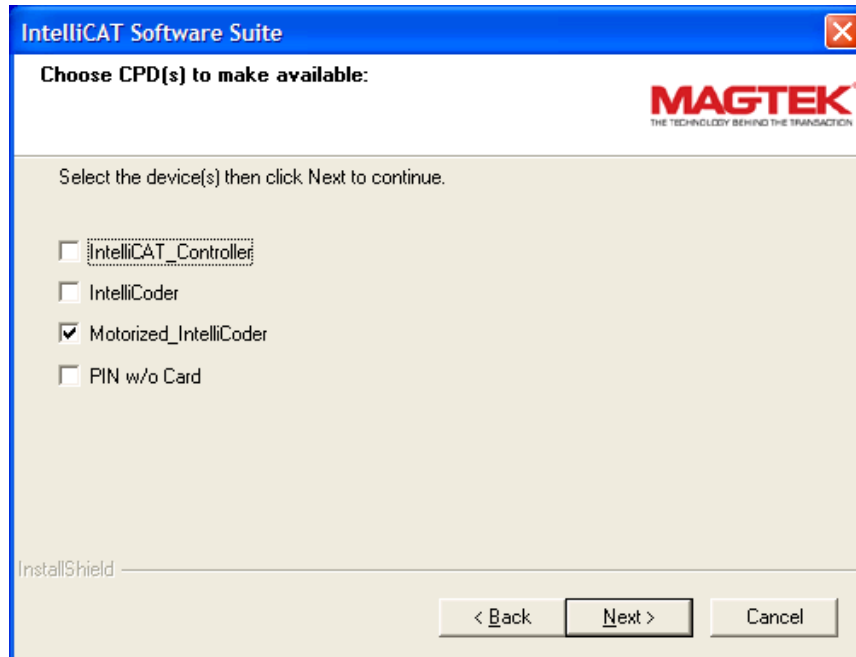 IntelliCAT Software Suite
Choose CPD(s) to make available:
MAGTEK®
THE TECHNOLOGY BEHIND THE TRANSACTION
Select the device(s) then click Next to continue.
IntelliCAT_Controller
IntelliCoder
Motorized_IntelliCoder
PIN w/o Card
InstallShield
< Back Next > Cancel